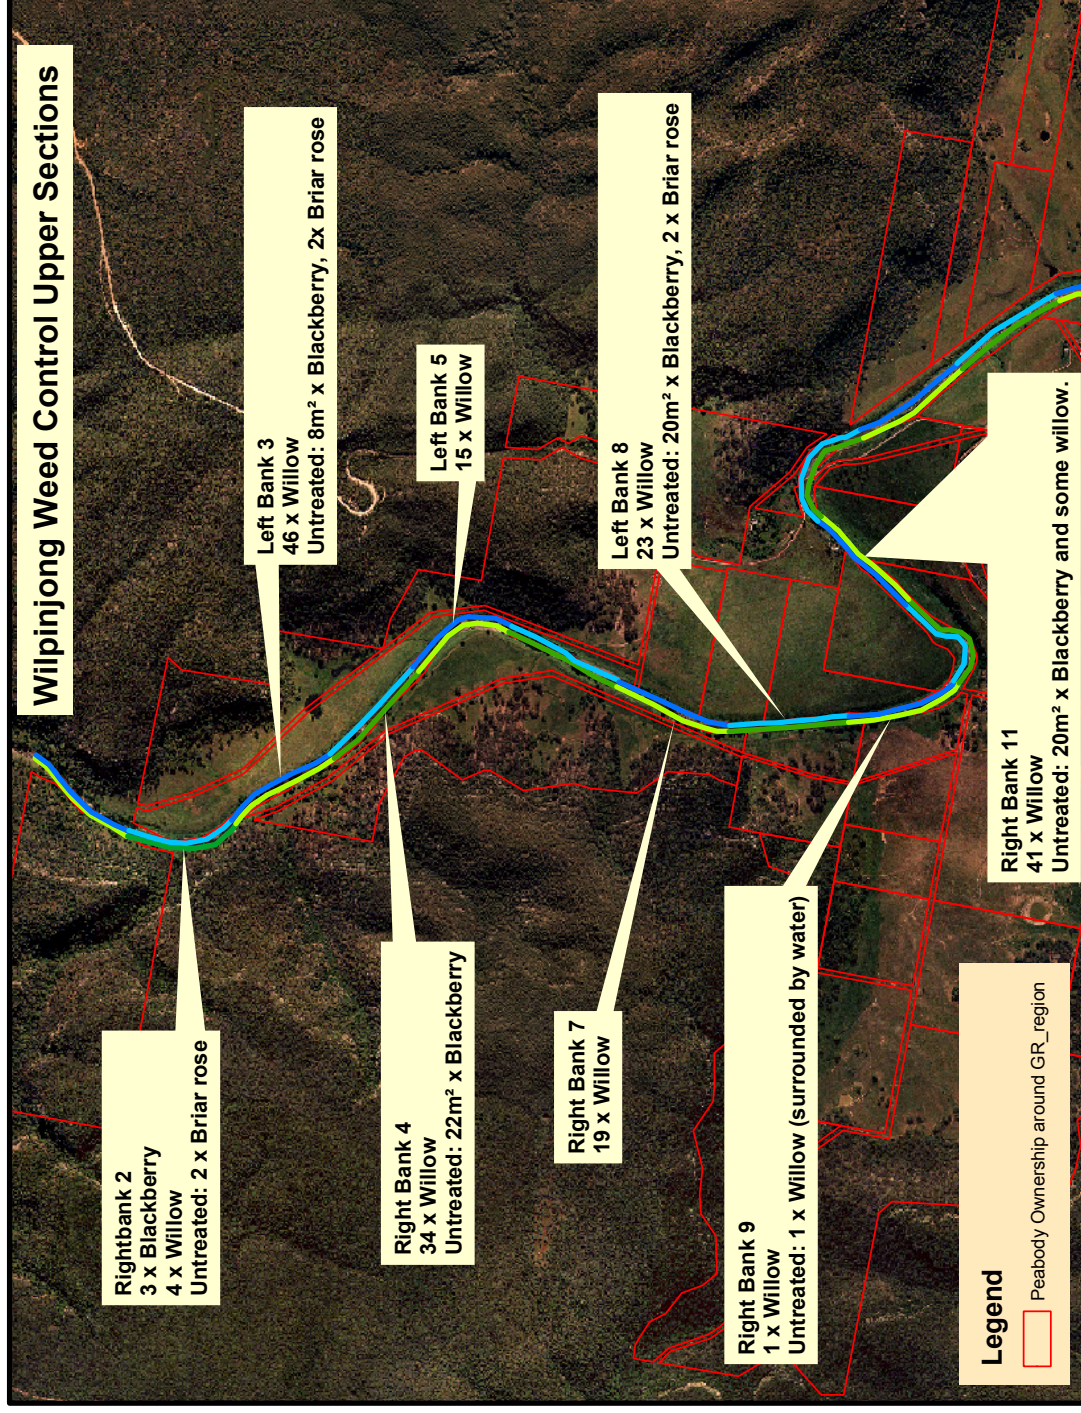 Wilpinjong Weed Control Upper Sections
Rightbank 2
3 x Blackberry
4 x Willow
Untreated: 2 x Briar rose
Left Bank 3
46 x Willow
Untreated: 8m² x Blackberry, 2x Briar rose
Right Bank 4
34 x Willow
Untreated: 22m² x Blackberry
Left Bank 5
15 x Willow
Right Bank 7
19 x Willow
Left Bank 8
23 x Willow
Untreated: 20m² x Blackberry, 2 x Briar rose
Right Bank 9
1 x Willow
Untreated: 1 x Willow (surrounded by water)
Right Bank 11
41 x Willow
Untreated: 20m² x Blackberry and some willow.
Legend
Peabody Ownership around GR_region